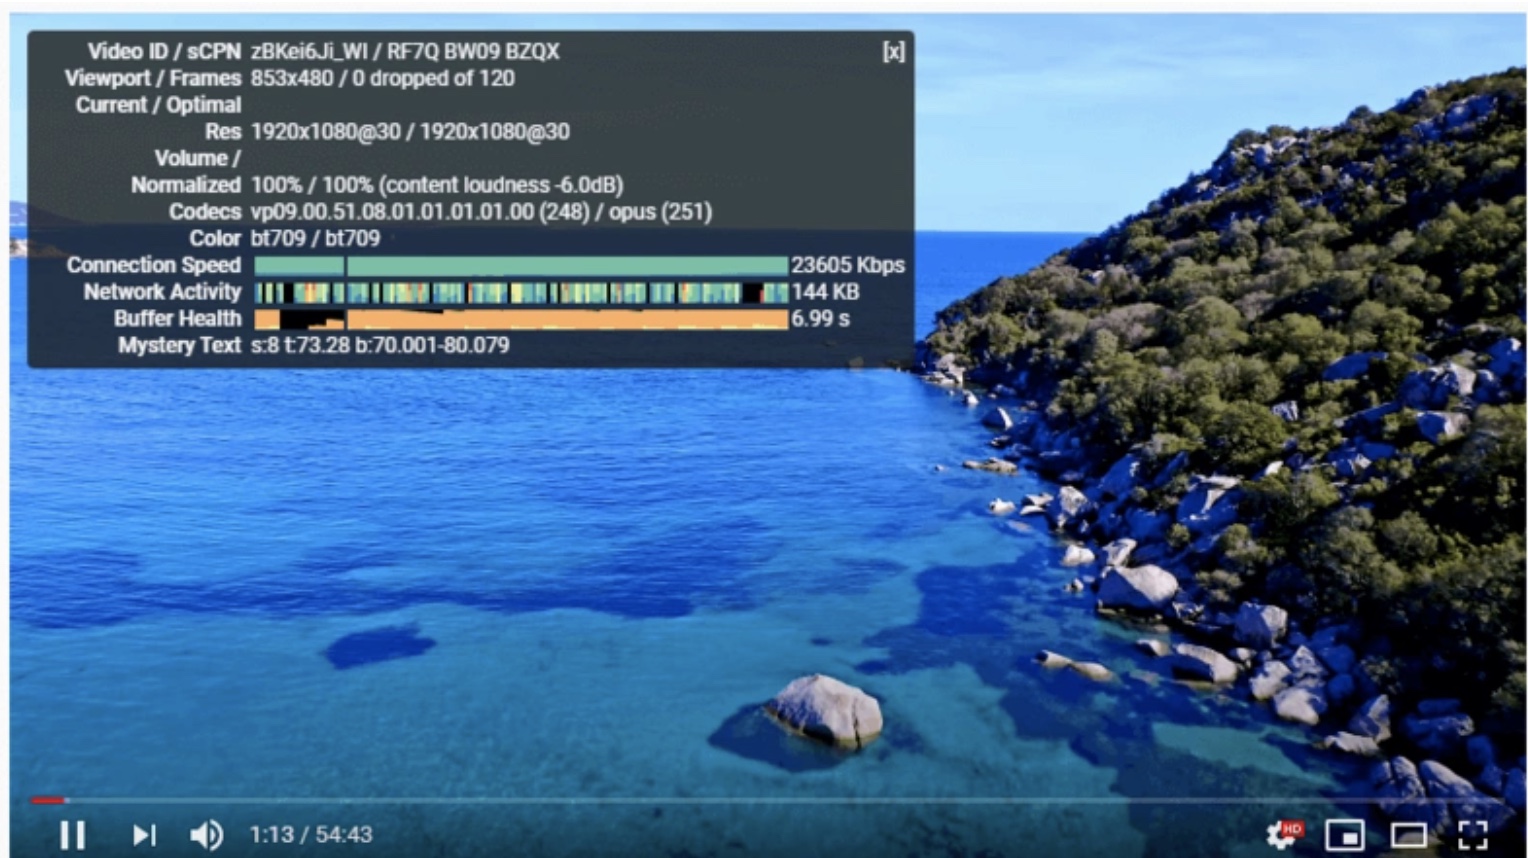 Video ID / sCPN zBKei6Ji_WI / RF7Q BW09 BZQX [x]
Viewport / Frames 853x480 / 0 dropped of 120
Current / Optimal
Res 1920x1080@30 / 1920x1080@30
Volume /
Normalized 100% / 100% (content loudness -6.0dB)
Codecs vp09.00.51.08.01.01.01.01.00 (248) / opus (251)
Color bt709 / bt709
Connection Speed 23605 Kbps
Network Activity 144 KB
Buffer Health 6.99 s
Mystery Text s:8 t:73.28 b:70.001-80.079
1:13 / 54:43 HD